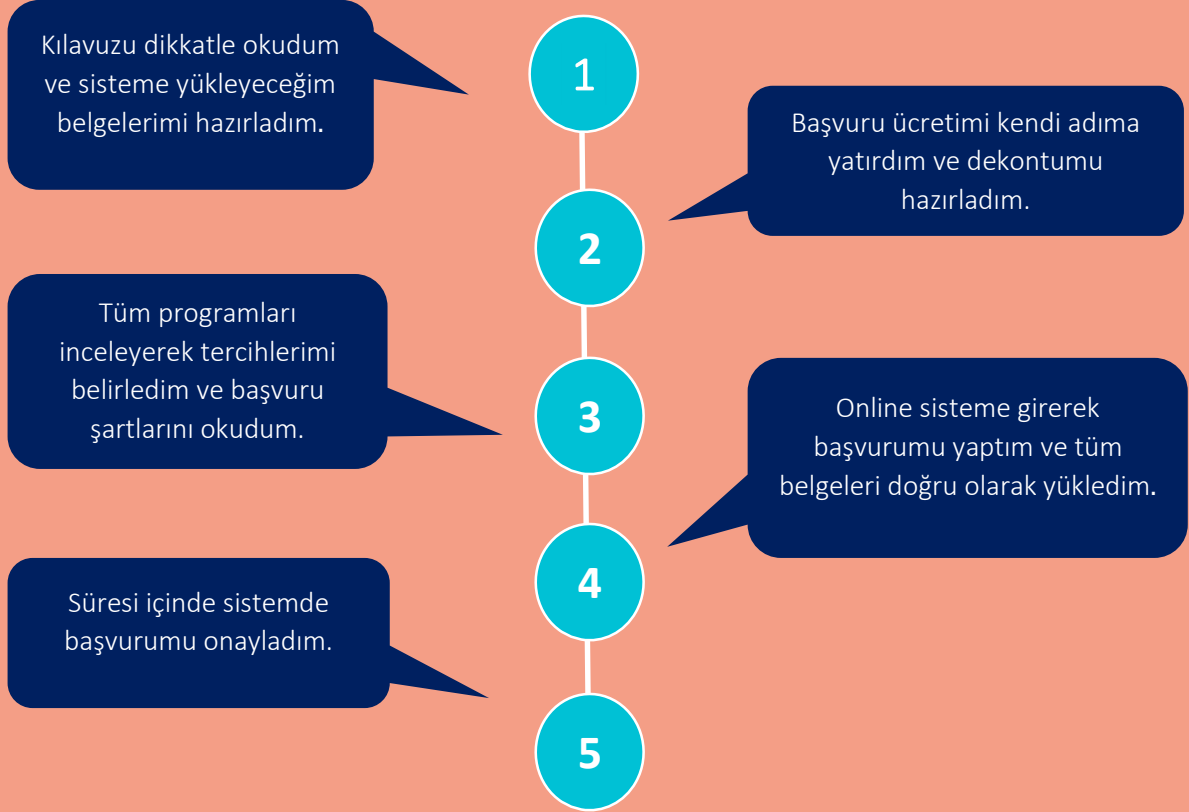 Kılavuzu dikkatle okudum
ve sisteme yükleyeceğim
belgelerimi hazırladım.
1
Başvuru ücretimi kendi adıma
yatırdım ve dekontumu
hazırladım.
2
Tüm programları
inceleyerek tercihlerimi
belirledim ve başvuru
şartlarını okudum.
3
Online sisteme girerek
başvurumu yaptım ve tüm
belgeleri doğru olarak yükledim.
4
Süresi içinde sistemde
başvurumu onayladım.
5